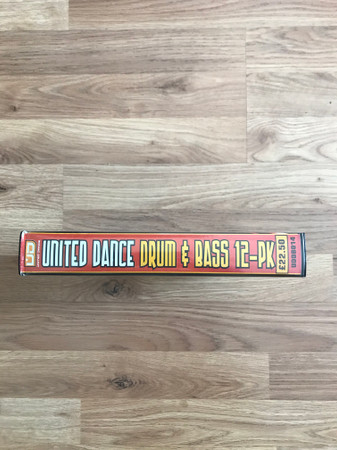 UNITED DANCE DRUM & BASS 12-PK
£22.50